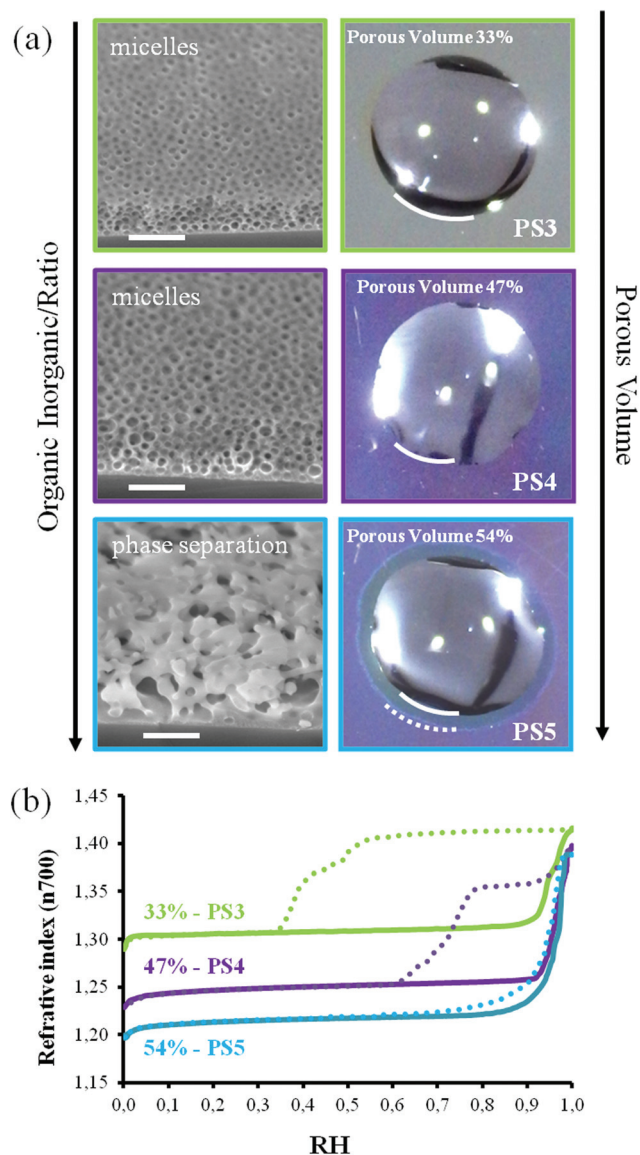 (a)
micelles
Porous Volume 33%
PS3
micelles
Porous Volume 47%
PS4
phase separation
Porous Volume 54%
PS5
Organic Inorganic/Ratio
Porous Volume
(b)
Refrative index (n700)
1,45
1,40
1,35
1,30
1,25
1,20
1,15
33% - PS3
47% - PS4
54% - PS5
0,0 0,1 0,2 0,3 0,4 0,5 0,6 0,7 0,8 0,9 1,0
RH